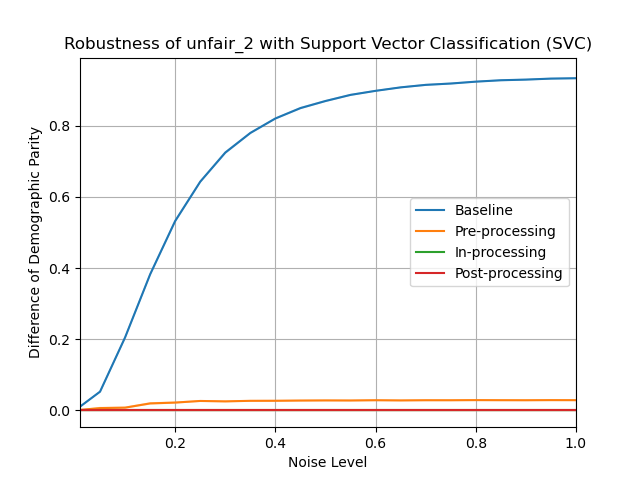 Robustness of unfair_2 with Support Vector Classification (SVC)
Difference of Demographic Parity
0.8
0.6
0.4
0.2
0.0
Baseline
Pre-processing
In-processing
Post-processing
0.2 0.4 0.6 0.8 1.0
Noise Level